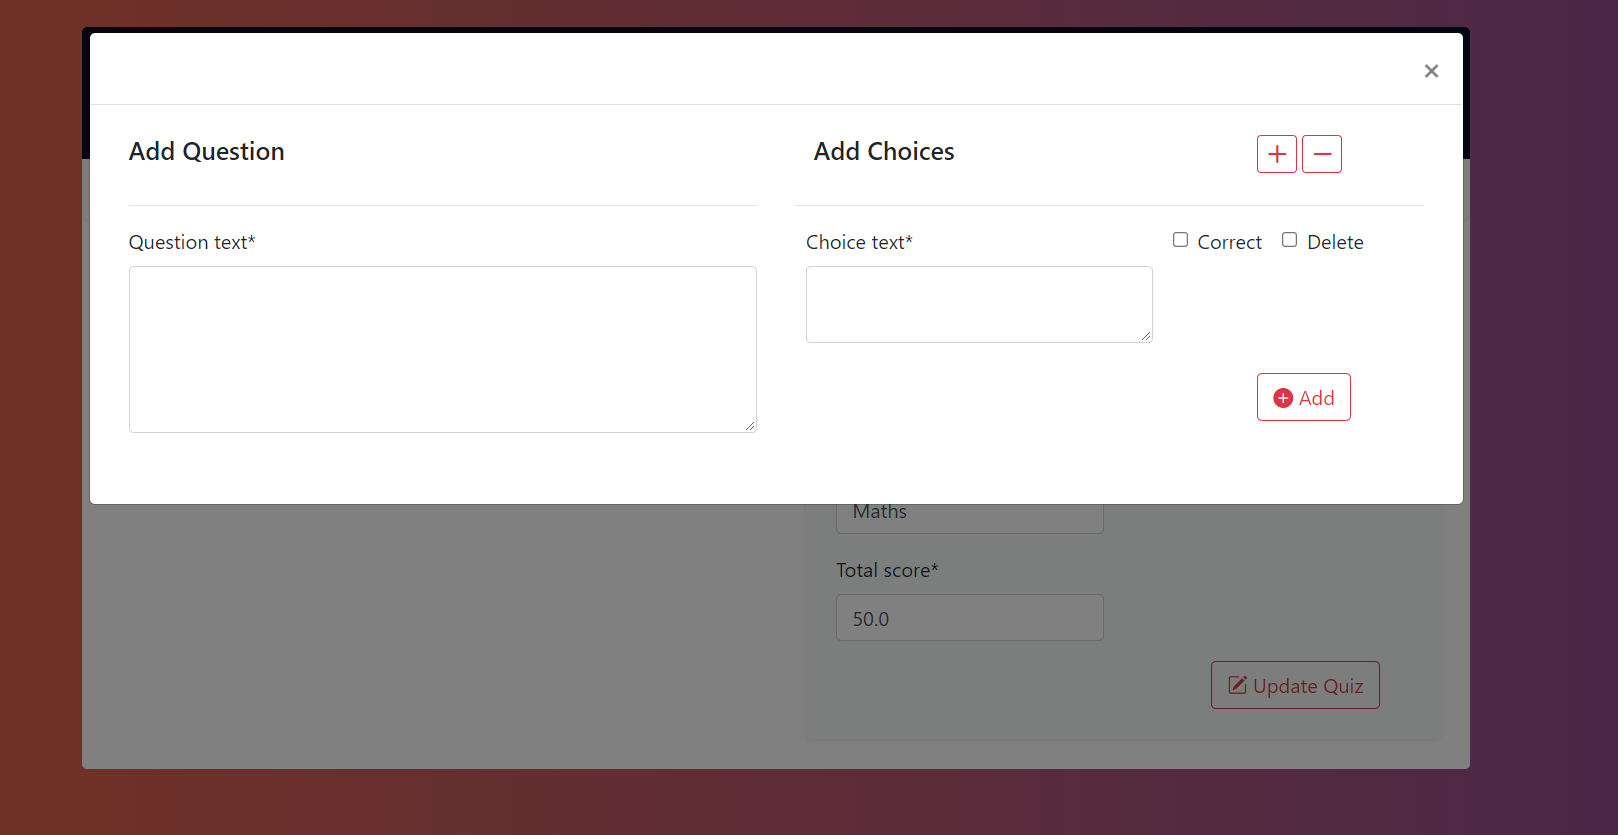 ×
Add Question
Add Choices
Question text*
Choice text*
Correct
Delete
Add
Maths
Total score*
50.0
Update Quiz